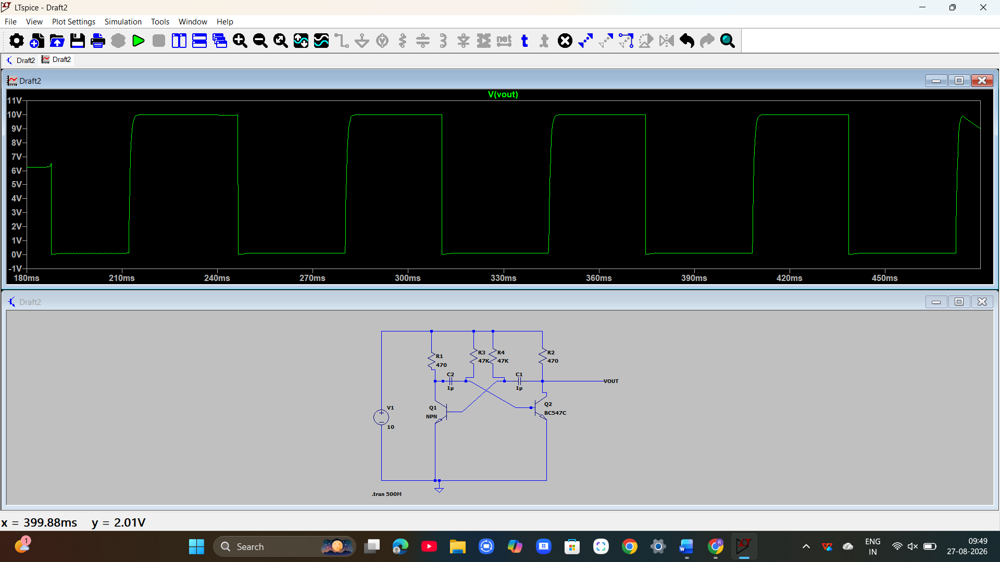 LTspice - Draft2
File View Plot Settings Simulation Tools Window Help
net t .t
Draft2 Draft2
Draft2
V(vout)
11V
10V
9V
8V
7V
6V
5V
4V
3V
2V
1V
0V
-1V
180ms 210ms 240ms 270ms 300ms 330ms 360ms 390ms 420ms 450ms
Draft2
R1
470
R3
47K
R4
47K
R2
470
C2
1µ
C1
1µ
VOUT
Q1
NPN
Q2
BC547C
V1
10
.tran 500M
x = 399.88ms y = 2.01V
1
Search
ENG
IN
09:49
27-08-2026